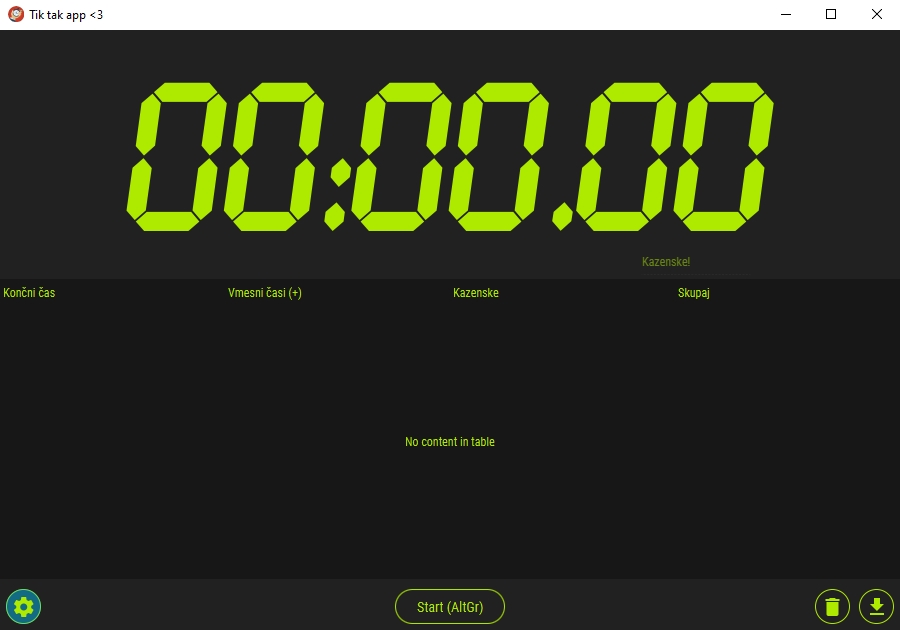 Tik tak app <3
00:00.00
Kazenske!
Končni čas Vmesni časi (+) Kazenske Skupaj
No content in table
Start (AltGr)